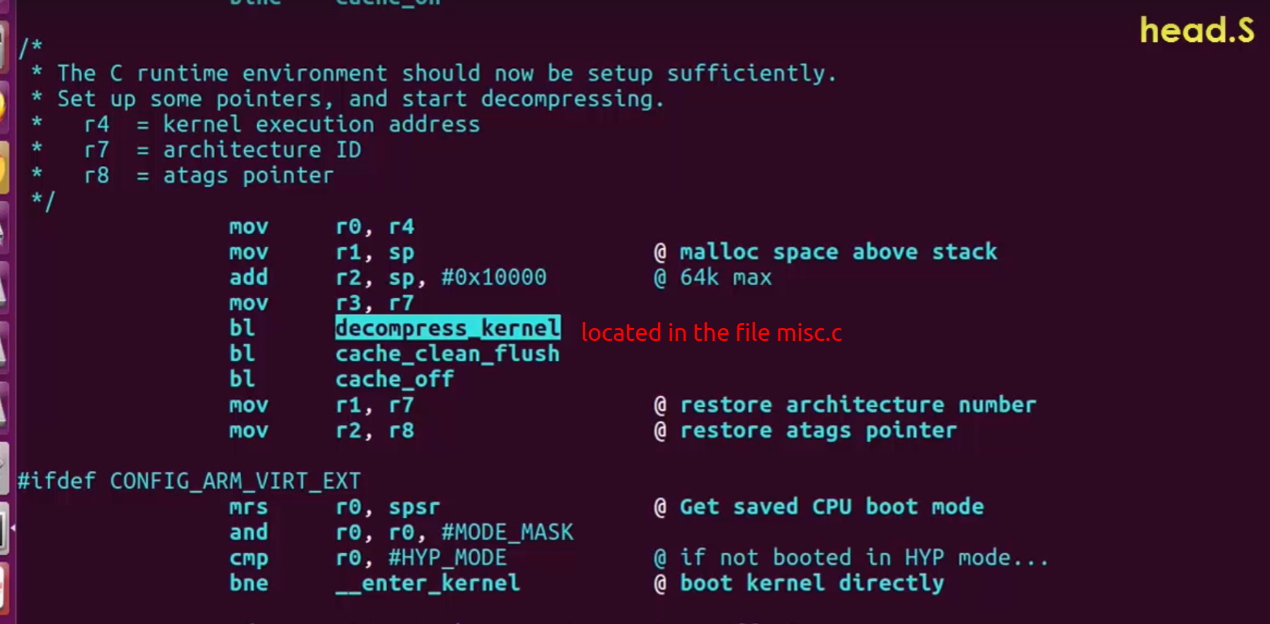 head.S
/*
 * The C runtime environment should now be setup sufficiently.
 * Set up some pointers, and start decompressing.
 *   r4  = kernel execution address
 *   r7  = architecture ID
 *   r8  = atags pointer
 */
mov r0, r4
mov r1, sp @ malloc space above stack
add r2, sp, #0x10000 @ 64k max
mov r3, r7
bl decompress_kernel located in the file misc.c
bl cache_clean_flush
bl cache_off
mov r1, r7 @ restore architecture number
mov r2, r8 @ restore atags pointer
#ifdef CONFIG_ARM_VIRT_EXT
mrs r0, spsr @ Get saved CPU boot mode
and r0, r0, #MODE_MASK
cmp r0, #HYP_MODE @ if not booted in HYP mode...
bne __enter_kernel @ boot kernel directly